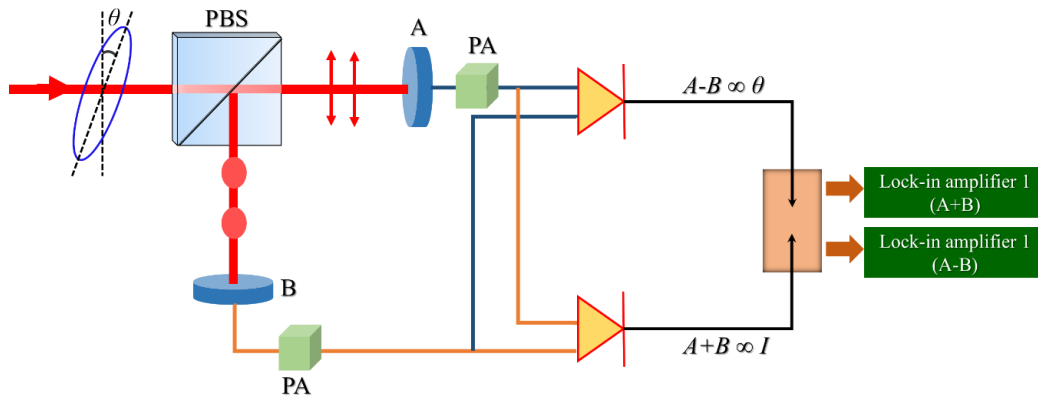 θ
PBS
A
PA
A-B ∝ θ
Lock-in amplifier 1
(A+B)
Lock-in amplifier 1
(A-B)
B
PA
A+B ∝ I